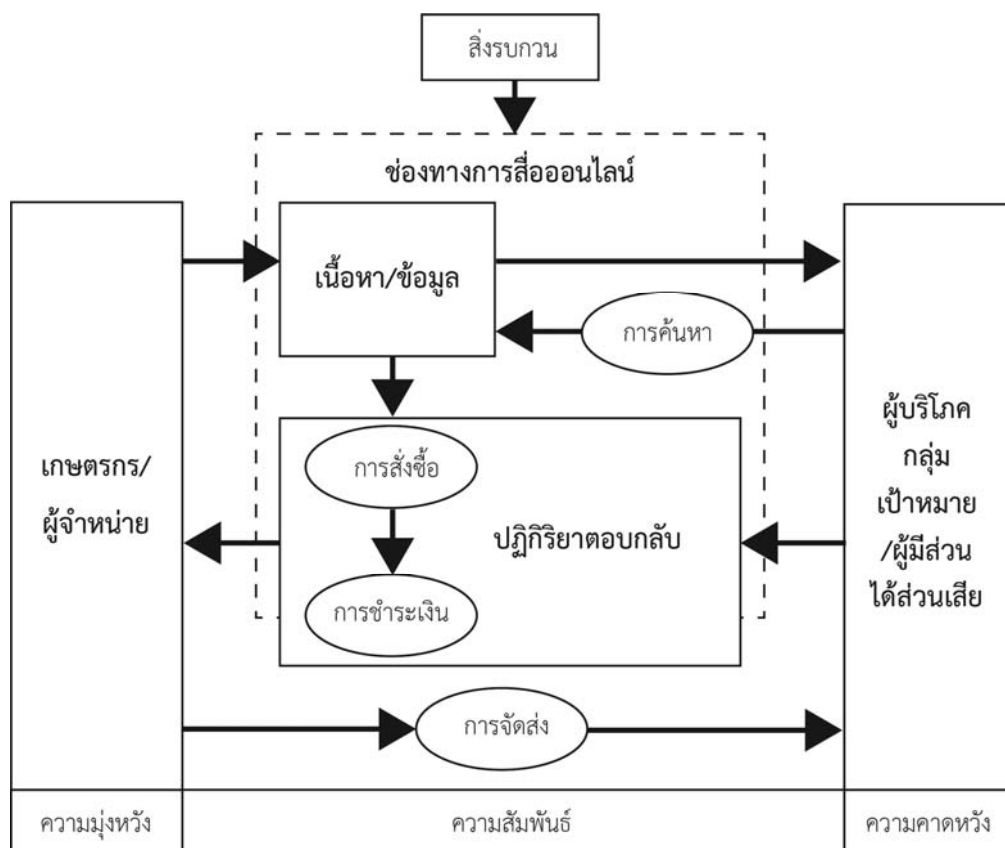 สิ่งรบกวน
ช่องทางการสื่อออนไลน์
เนื้อหา/ข้อมูล
การค้นหา
เกษตรกร/
ผู้จำหน่าย
การสั่งซื้อ
ปฏิกิริยาตอบกลับ
การชำระเงิน
ผู้บริโภค
กลุ่ม
เป้าหมาย
/ผู้มีส่วน
ได้ส่วนเสีย
การจัดส่ง
ความมุ่งหวัง
ความสัมพันธ์
ความคาดหวัง